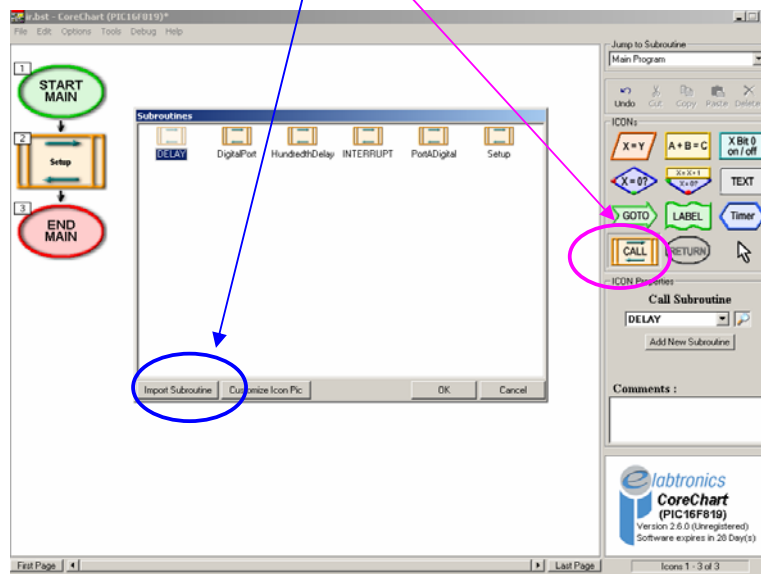 ir.bst - CoreChart (PIC16F819)*
File Edit Options Tools Debug Help
1
START
MAIN
2
Setup
3
END
MAIN
Subroutines
DELAY DigitalPort HundredthDelay INTERRUPT PortADigital Setup
Import Subroutine Customize Icon Pic OK Cancel
Jump to Subroutine
Main Program
Undo Cut Copy Paste Delete
ICONs
X=Y A+B=C X Bit 0
on / off
X=0? X=X+1
X=0? TEXT
GOTO LABEL Timer
CALL RETURN
ICON Properties
Call Subroutine
DELAY
Add New Subroutine
Comments :
elabtronics
CoreChart
(PIC16F819)
Version 2.6.0 (Unregistered)
Software expires in 28 Day(s)
First Page Last Page Icons 1 - 3 of 3